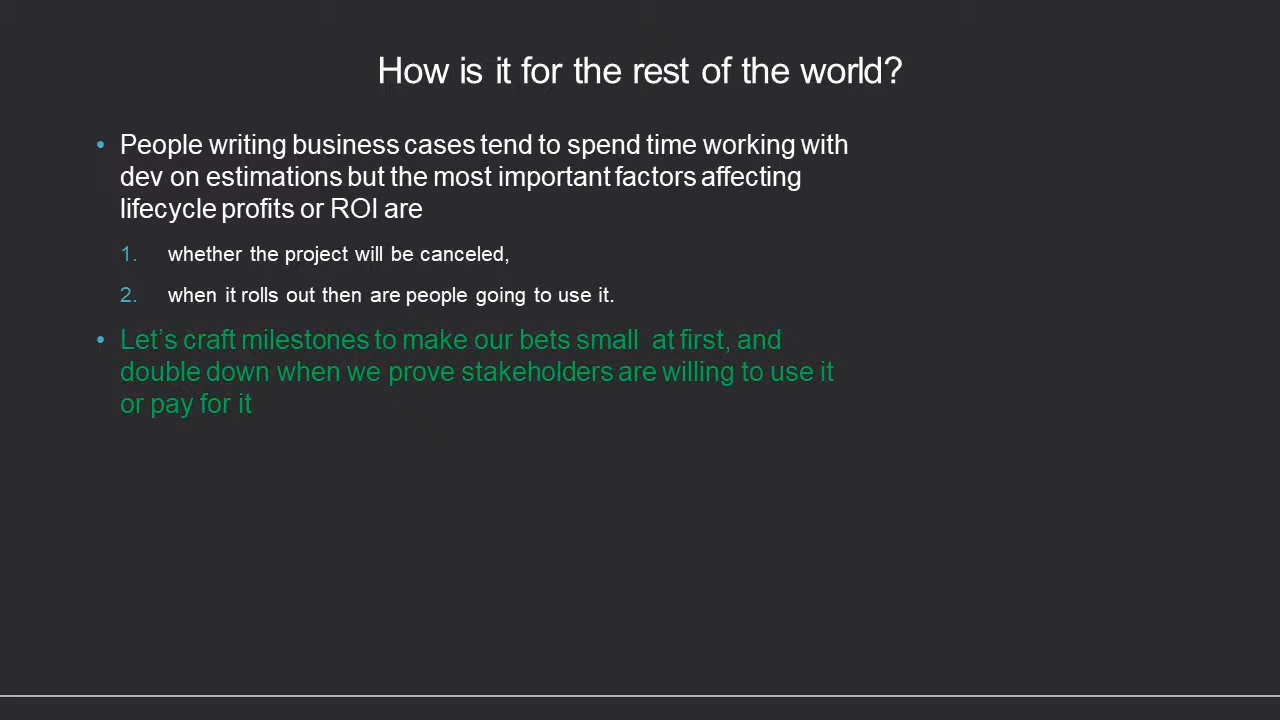 How is it for the rest of the world?
• People writing business cases tend to spend time working with
dev on estimations but the most important factors affecting
lifecycle profits or ROI are
1. whether the project will be canceled,
2. when it rolls out then are people going to use it.
• Let’s craft milestones to make our bets small  at first, and
double down when we prove stakeholders are willing to use it
or pay for it